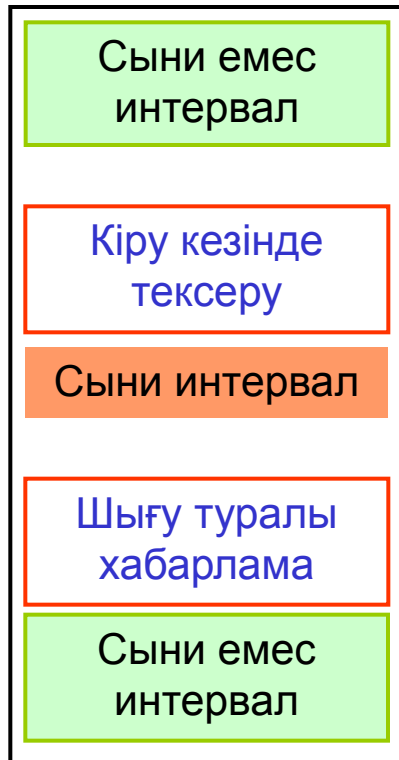 Сыни емес
интервал
Кіру кезінде
тексеру
Сыни интервал
Шығу туралы
хабарлама
Сыни емес
интервал